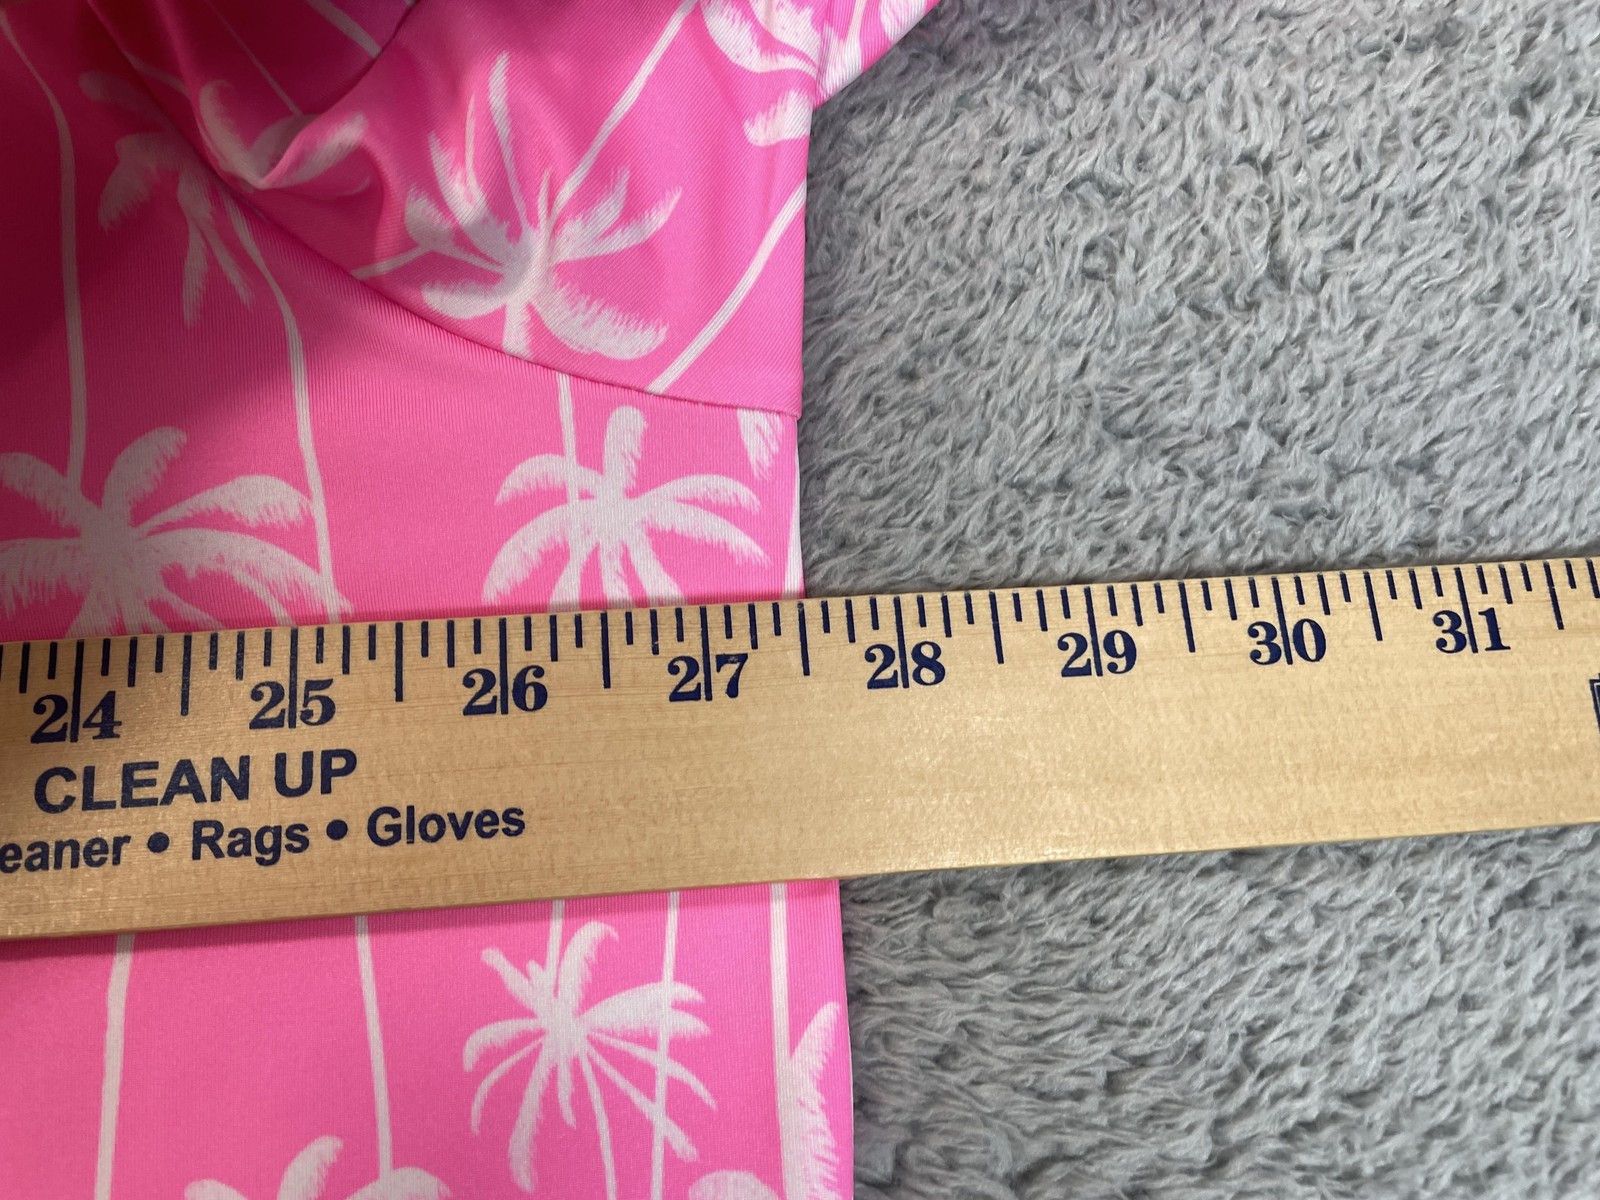 24 25 26 27 28 29 30 31
CLEAN UP
eaner • Rags • Gloves